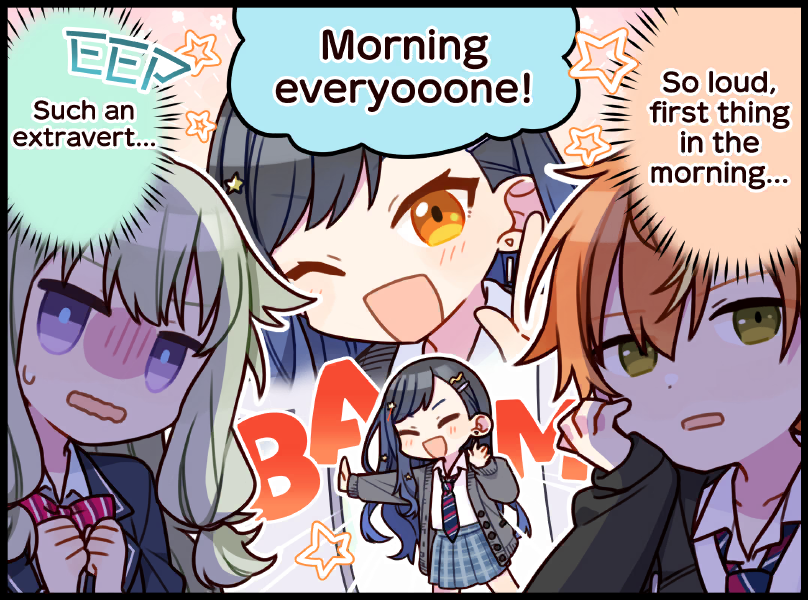 EEP
Such an
extravert...
Morning
everyooone!
So loud,
first thing
in the
morning...
BAM